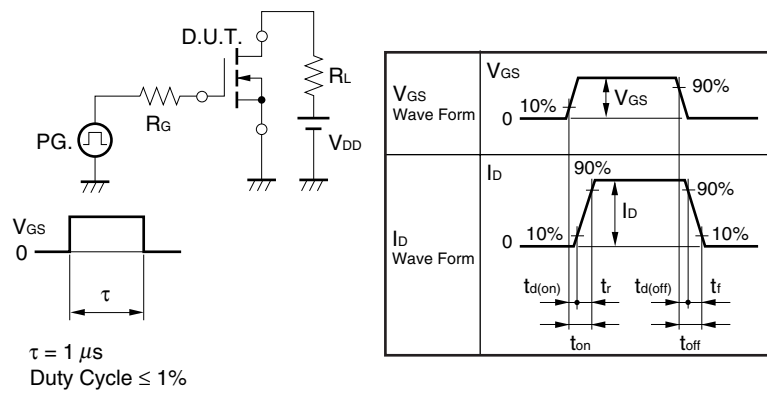 D.U.T.
RL
RG
PG.
VDD
VGS
0
τ
τ = 1 μs
Duty Cycle ≤ 1%
VGS
Wave Form
VGS
10%
0
VGS
90%
ID
Wave Form
ID
90%
90%
10%
0
ID
10%
td(on)
tr
td(off)
tf
ton
toff